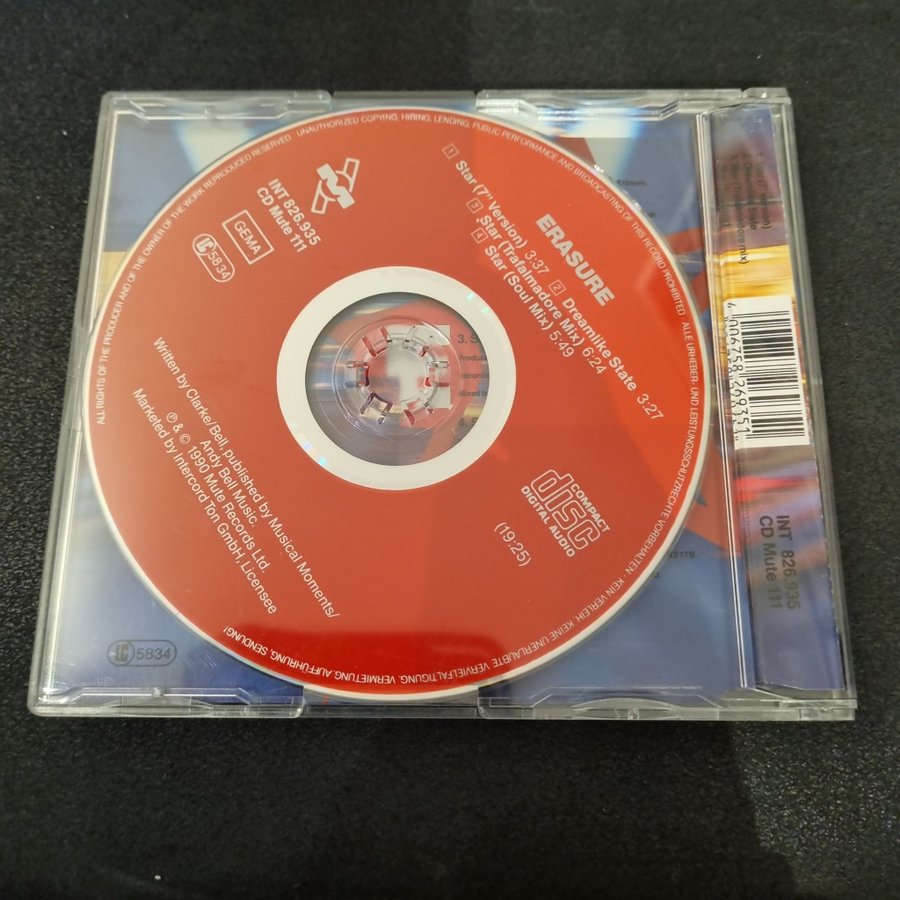 ALL RIGHTS OF THE PRODUCER AND OF THE OWNER OF THE WORK REPRODUCED RESERVED · UNAUTHORIZED COPYING, HIRING, LENDING, PUBLIC PERFORMANCE AND BROADCASTING OF THIS RECORD PROHIBITED · ALLE URHEBER- UND LEISTUNGSSCHUTZRECHTE VORBEHALTEN · KEIN VERLEIH, KEINE UNERLAUBTE VERVIELFÄLTIGUNG, VERMIETUNG, AUFFÜHRUNG, SENDUNG!
INT 826.935
CD Mute 111
GEMA
LC 5834
ERASURE
1 Star (7" Version) 3:37 2 Dreamlike State 3:27
3 Star (Trafalmadore Mix) 6:24
4 Star (Soul Mix) 5:49
COMPACT
disc
DIGITAL AUDIO
(19:25)
Written by Clarke/Bell, published by Musical Moments/
Andy Bell Music.
℗ & © 1990 Mute Records Ltd.
Marketed by Intercord Ton GmbH, Licensee
LC 5834
4 006758 269351
INT 826.935
CD Mute 111